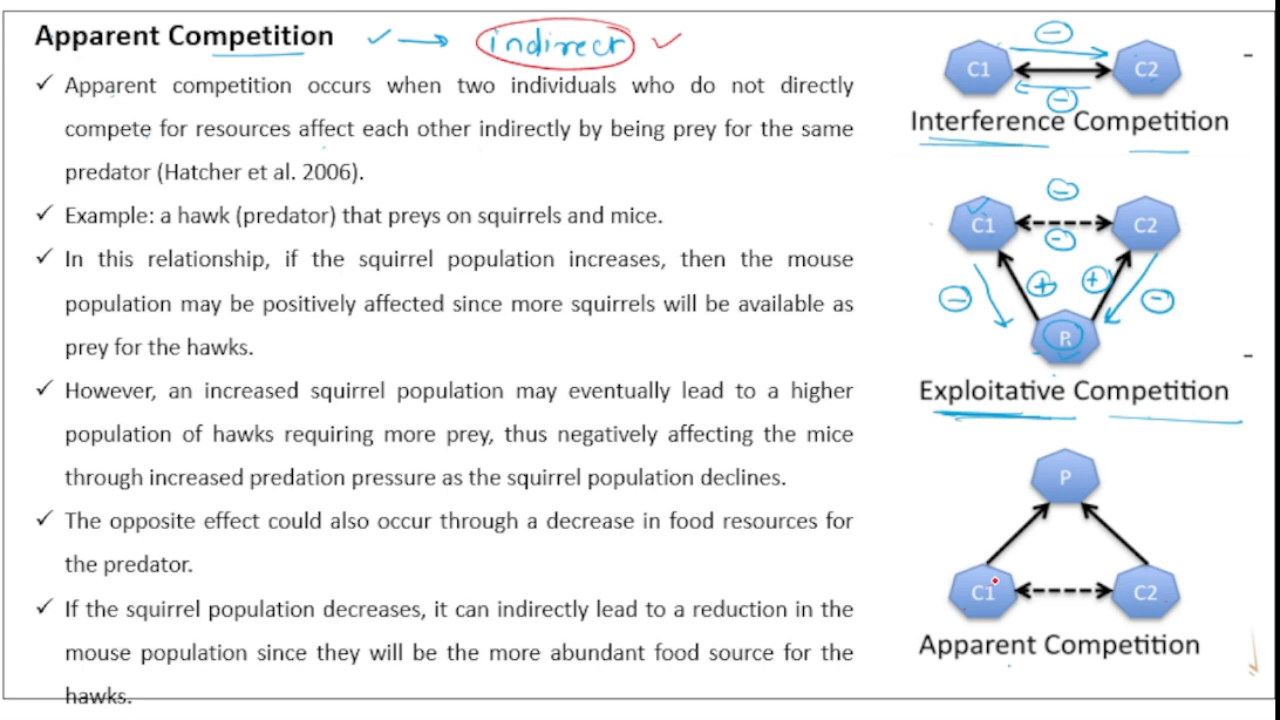 Apparent Competition ✓ → indirect ✓
✓ Apparent competition occurs when two individuals who do not directly
compete for resources affect each other indirectly by being prey for the same
predator (Hatcher et al. 2006).
✓ Example: a hawk (predator) that preys on squirrels and mice.
✓ In this relationship, if the squirrel population increases, then the mouse
population may be positively affected since more squirrels will be available as
prey for the hawks.
✓ However, an increased squirrel population may eventually lead to a higher
population of hawks requiring more prey, thus negatively affecting the mice
through increased predation pressure as the squirrel population declines.
✓ The opposite effect could also occur through a decrease in food resources for
the predator.
✓ If the squirrel population decreases, it can indirectly lead to a reduction in the
mouse population since they will be the more abundant food source for the
hawks.
-
C1 C2
-
Interference Competition
-
C1 C2
-
- + + -
R
Exploitative Competition
P
C1 C2
Apparent Competition